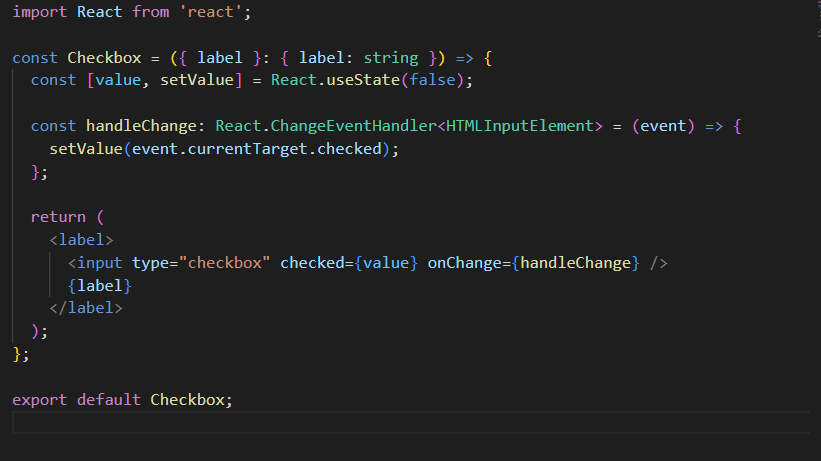 import React from 'react';
const Checkbox = ({ label }: { label: string }) => {
const [value, setValue] = React.useState(false);
const handleChange: React.ChangeEventHandler<HTMLInputElement> = (event) => {
setValue(event.currentTarget.checked);
};
return (
<label>
<input type="checkbox" checked={value} onChange={handleChange} />
{label}
</label>
);
};
export default Checkbox;